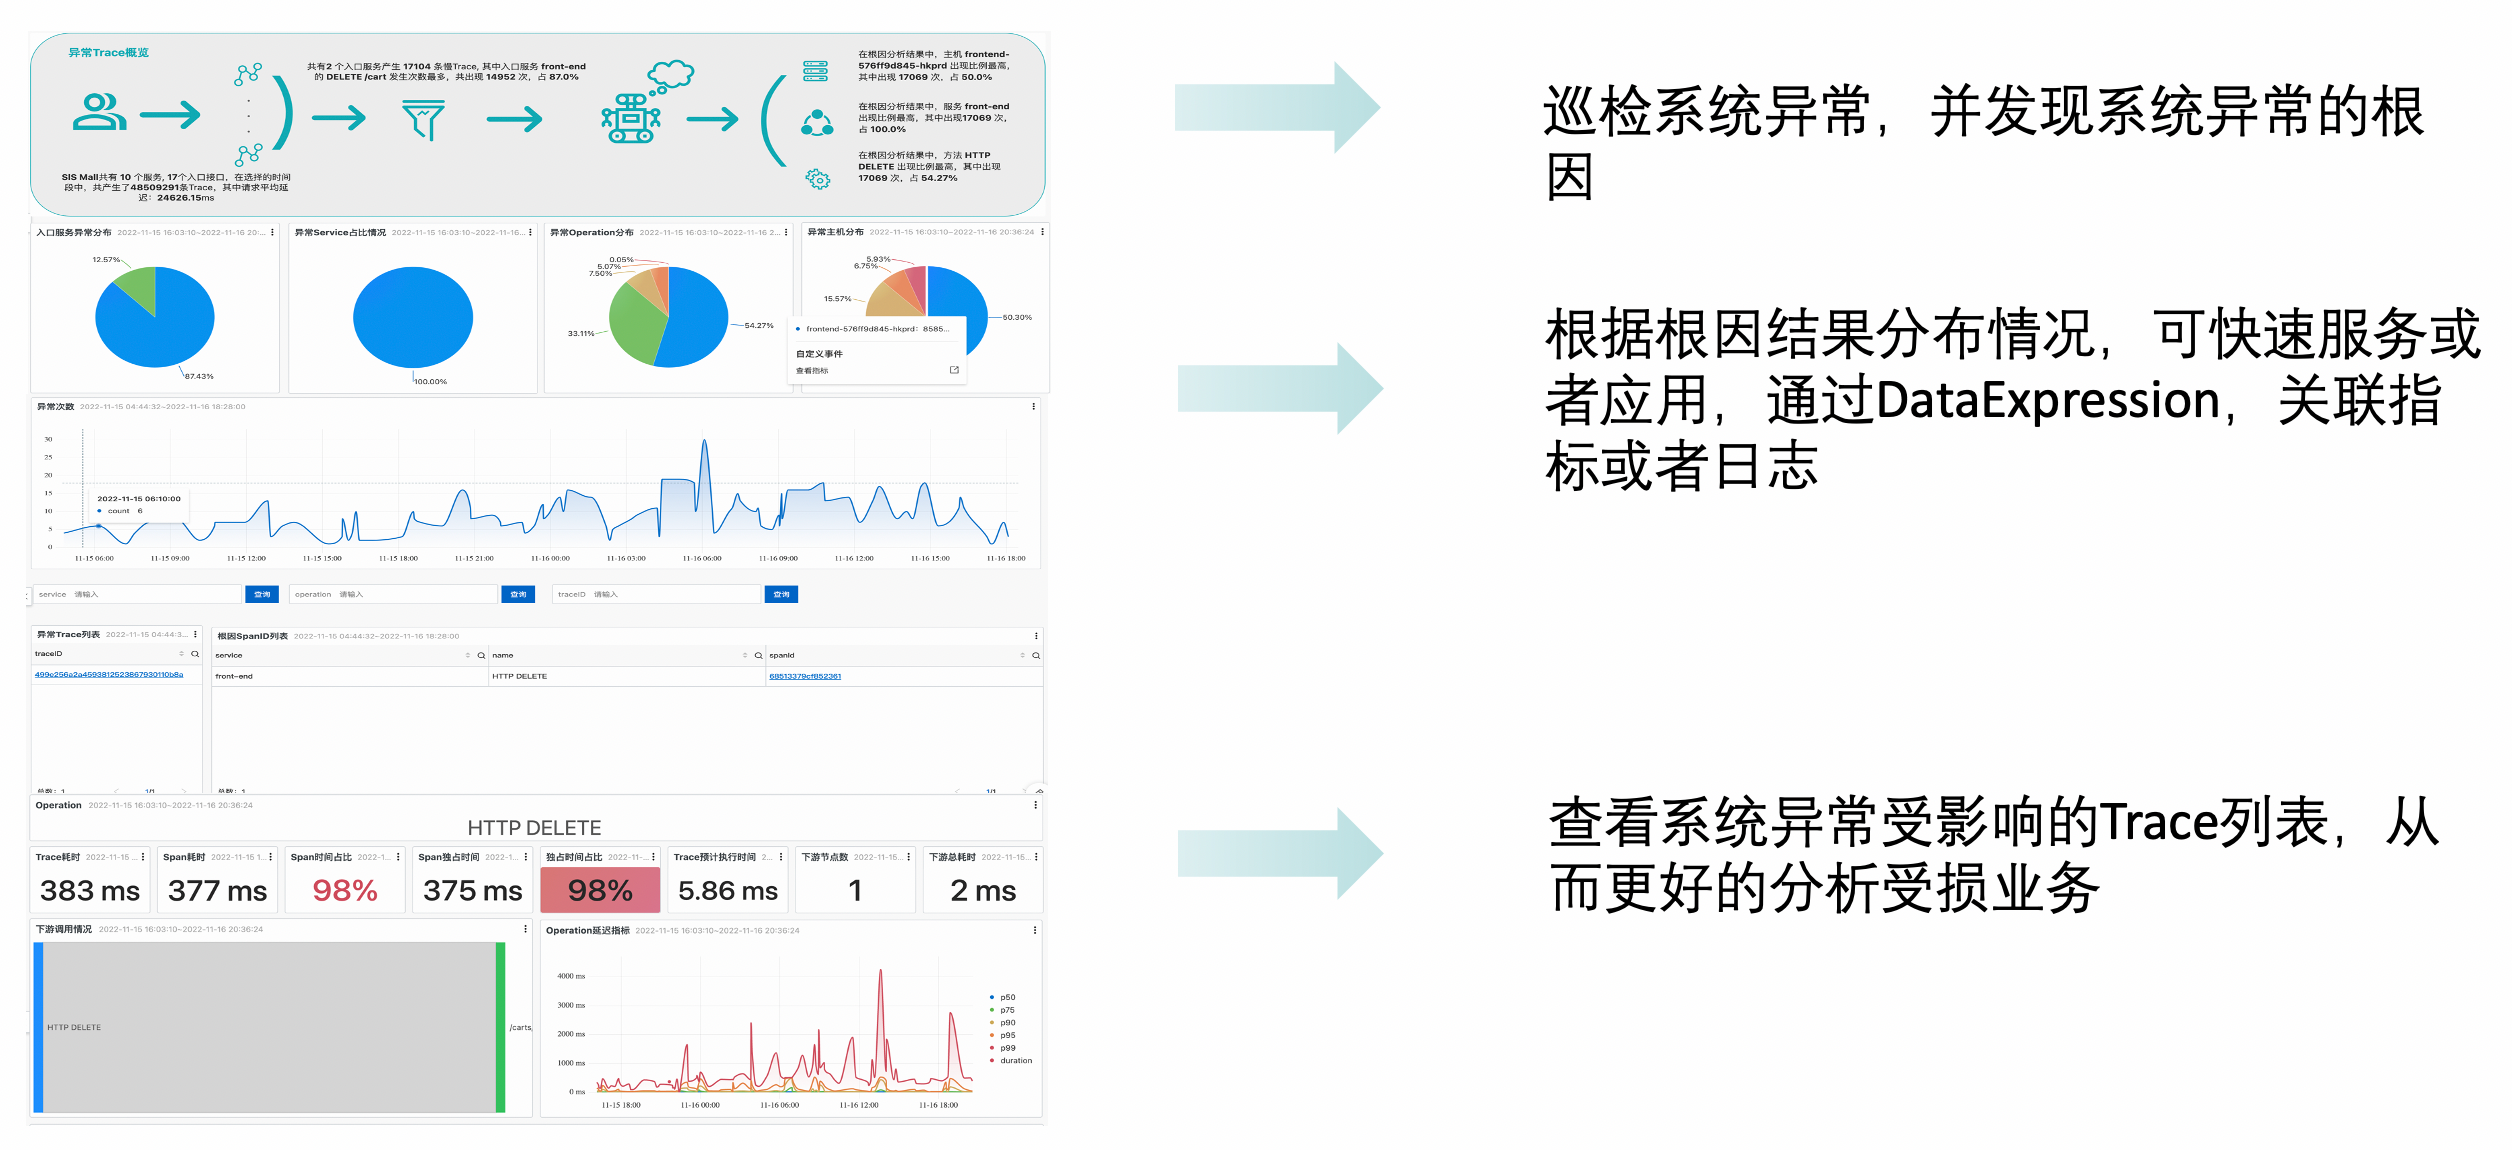 异常Trace概览
共有2 个入口服务产生 17104 条慢Trace, 其中入口服务 front-end
的 DELETE /cart 发生次数最多，共出现 14952 次，占 87.0%
SIS Mall共有 10 个服务, 17个入口接口，在选择的时间
段中，共产生了48509291条Trace，其中请求平均延
迟：24626.15ms
在根因分析结果中，主机 frontend-
576ff9d845-hkprd 出现比例最高，
其中出现 17069 次，占 50.0%
在根因分析结果中，服务 front-end
出现比例最高，其中出现17069 次，
占 100.0%
在根因分析结果中，方法 HTTP
DELETE 出现比例最高，其中出现
17069 次，占 54.27%
巡检系统异常，并发现系统异常的根
因
入口服务异常分布 2022-11-15 16:03:10~2022-11-16 20:...
12.57%
87.43%
异常Service占比情况 2022-11-15 16:03:10~2022-11-16...
100.00%
异常Operation分布 2022-11-15 16:03:10~2022-11-16 2...
0.05%
5.07%
7.50%
33.11%
54.27%
异常主机分布 2022-11-15 16:03:10~2022-11-16 20:36:24
5.93%
6.75%
15.57%
50.30%
frontend-576ff9d845-hkprd： 8585...
自定义事件
查看指标
根据根因结果分布情况，可快速服务或
者应用，通过DataExpression，关联指
标或者日志
异常次数 2022-11-15 04:44:32~2022-11-16 18:28:00
30
25
20
15
10
5
0
2022-11-15 06:10:00
count 6
11-15 06:00 11-15 09:00 11-15 12:00 11-15 15:00 11-15 18:00 11-15 21:00 11-16 00:00 11-16 03:00 11-16 06:00 11-16 09:00 11-16 12:00 11-16 15:00 11-16 18:00
service 请输入 查询 operation 请输入 查询 traceID 请输入 查询
异常Trace列表 2022-11-15 04:44:3...
traceID
499e256a2a4593812523867930110b8a
总数：1 1/1
根因SpanID列表 2022-11-15 04:44:32~2022-11-16 18:28:00
service name spanId
front-end HTTP DELETE 68513379cf852361
总数：1 1/1
Operation 2022-11-15 16:03:10~2022-11-16 20:36:24
HTTP DELETE
Trace耗时 2022-11-15 ...
383 ms
Span耗时 2022-11-15 1...
377 ms
Span时间占比 2022-1...
98%
Span独占时间 2022-1...
375 ms
独占时间占比 2022-11-...
98%
Trace预计执行时间 2...
5.86 ms
下游节点数 2022-11-15...
1
下游总耗时 2022-11-15...
2 ms
查看系统异常受影响的Trace列表，从
而更好的分析受损业务
下游调用情况 2022-11-15 16:03:10~2022-11-16 20:36:24
HTTP DELETE
/carts,
Operation延迟指标 2022-11-15 16:03:10~2022-11-16 20:36:24
4000 ms
3000 ms
2000 ms
1000 ms
0 ms
11-15 18:00 11-16 00:00 11-16 06:00 11-16 12:00 11-16 18:00
p50
p75
p90
p95
p99
duration